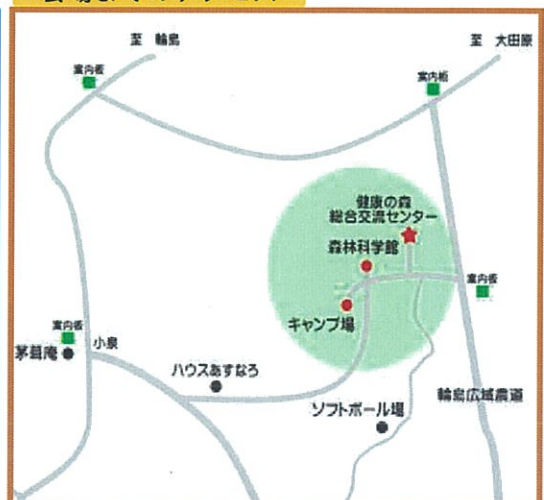 至 輪島
至 大田原
案内板
案内板
健康の森
総合交流センター
森林科学館
案内板
キャンプ場
案内板
小泉
茅葺庵
ハウスあすなろ
輪島広域農道
ソフトボール場